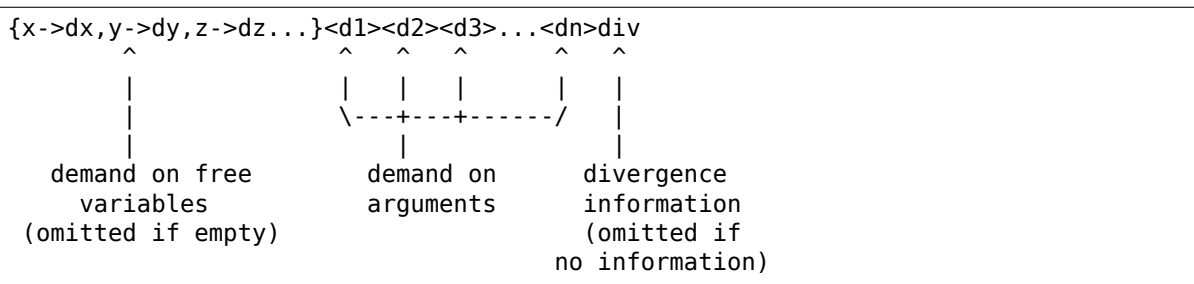 {x->dx,y->dy,z->dz...}<d1><d2><d3>...<dn>div
        ^                 ^   ^   ^      ^   ^
        |                 |   |   |      |   |
        |                 \---+---+------/   |
        |                     |              |
   demand on free        demand on      divergence
     variables           arguments      information
 (omitted if empty)                     (omitted if
                                      no information)